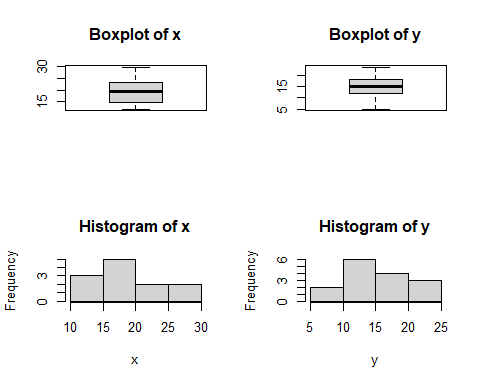 Boxplot of x
30
15
Boxplot of y
15
5
Histogram of x
Frequency
3
0
10 15 20 25 30
x
Histogram of y
Frequency
6
3
0
5 10 15 20 25
y